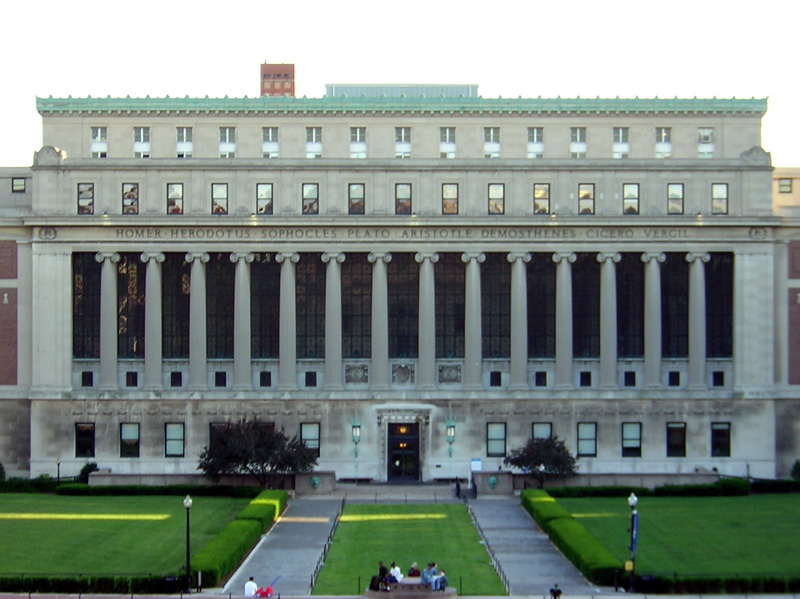 HOMER · HERODOTUS · SOPHOCLES · PLATO · ARISTOTLE · DEMOSTHENES · CICERO · VERGIL